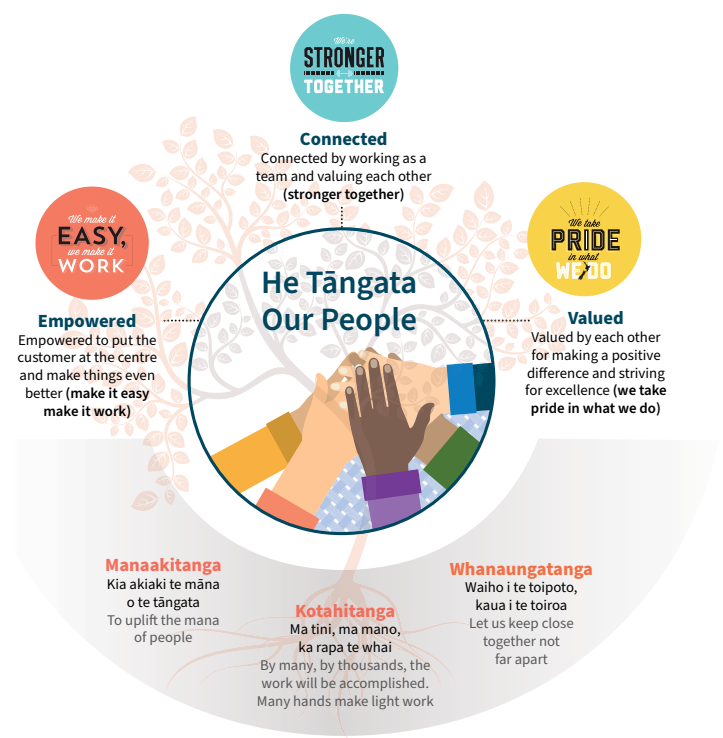 We're
STRONGER
TOGETHER
Connected
Connected by working as a
team and valuing each other
(stronger together)
We make it
EASY,
we make it
WORK
Empowered
Empowered to put the
customer at the centre
and make things even
better (make it easy
make it work)
He Tāngata
Our People
We take
PRIDE
in what
WE DO
Valued
Valued by each other
for making a positive
difference and striving
for excellence (we take
pride in what we do)
Manaakitanga
Kia akiaki te māna
o te tāngata
To uplift the mana
of people
Kotahitanga
Ma tini, ma mano,
ka rapa te whai
By many, by thousands, the
work will be accomplished.
Many hands make light work
Whanaungatanga
Waiho i te toipoto,
kaua i te toiroa
Let us keep close
together not
far apart